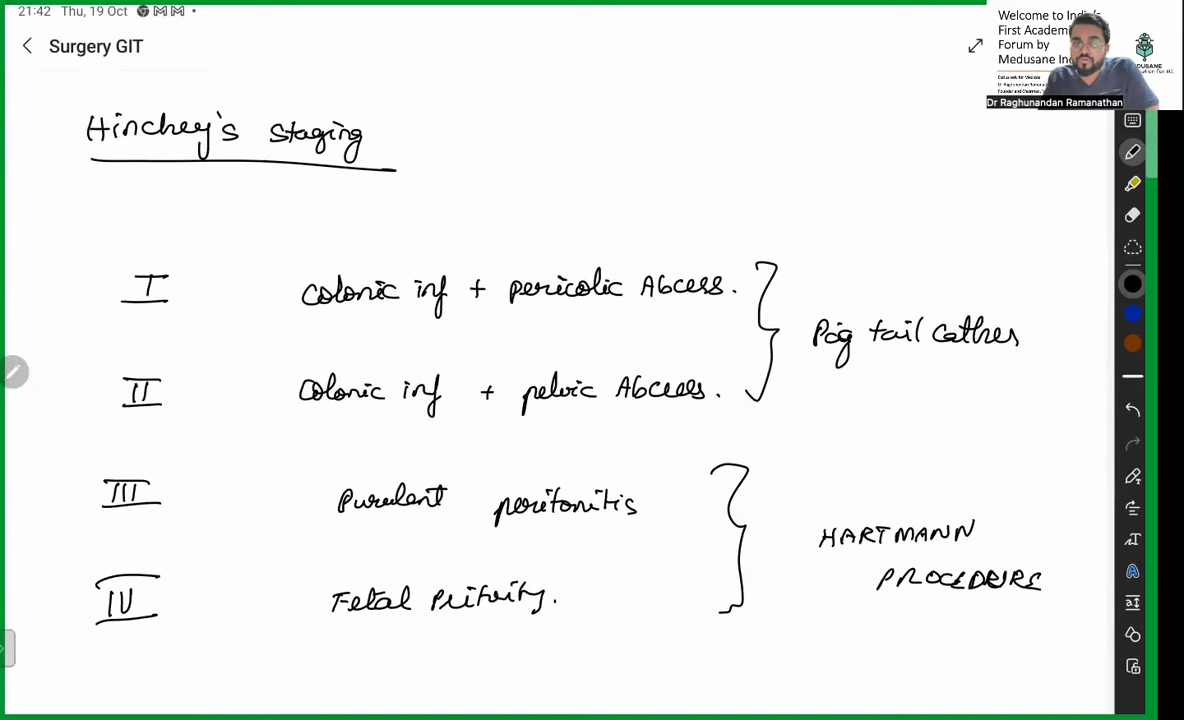 21:42 Thu, 19 Oct
Surgery GIT
Welcome to India's
First Academi
Forum by
Medusane Inc
Dr Raghunandan Ramanathan
Hinchey's staging
I colonic inf + pericolic Abcess.
II colonic inf + pelvic Abcess.
Pig tail cather
III Purulent peritonitis
IV Fetal
HARTMANN
PROCEDURE